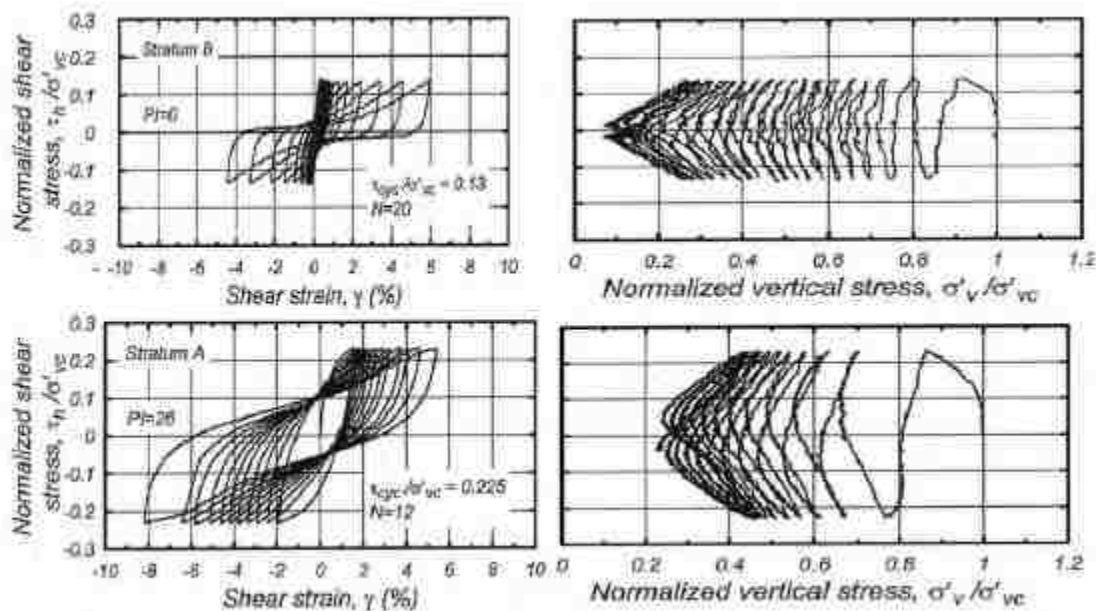 Normalized shear stress, τh/σ'vc
0.3
0.2
0.1
0
-0.1
-0.2
-0.3
Stratum B
PI=0
τcyc/σ'vc = 0.13
N=20
- -10 -8 -6 -4 -2 0 2 4 6 8 10
Shear strain, γ (%)
0 0.2 0.4 0.6 0.8 1 1.2
Normalized vertical stress, σ'v/σ'vc
Normalized shear stress, τh/σ'vc
0.3
0.2
0.1
0
-0.1
-0.2
-0.3
Stratum A
PI=26
τcyc/σ'vc = 0.225
N=12
-10 -8 -6 -4 -2 0 2 4 6 8 10
Shear strain, γ (%)
0 0.2 0.4 0.6 0.8 1 1.2
Normalized vertical stress, σ'v/σ'vc